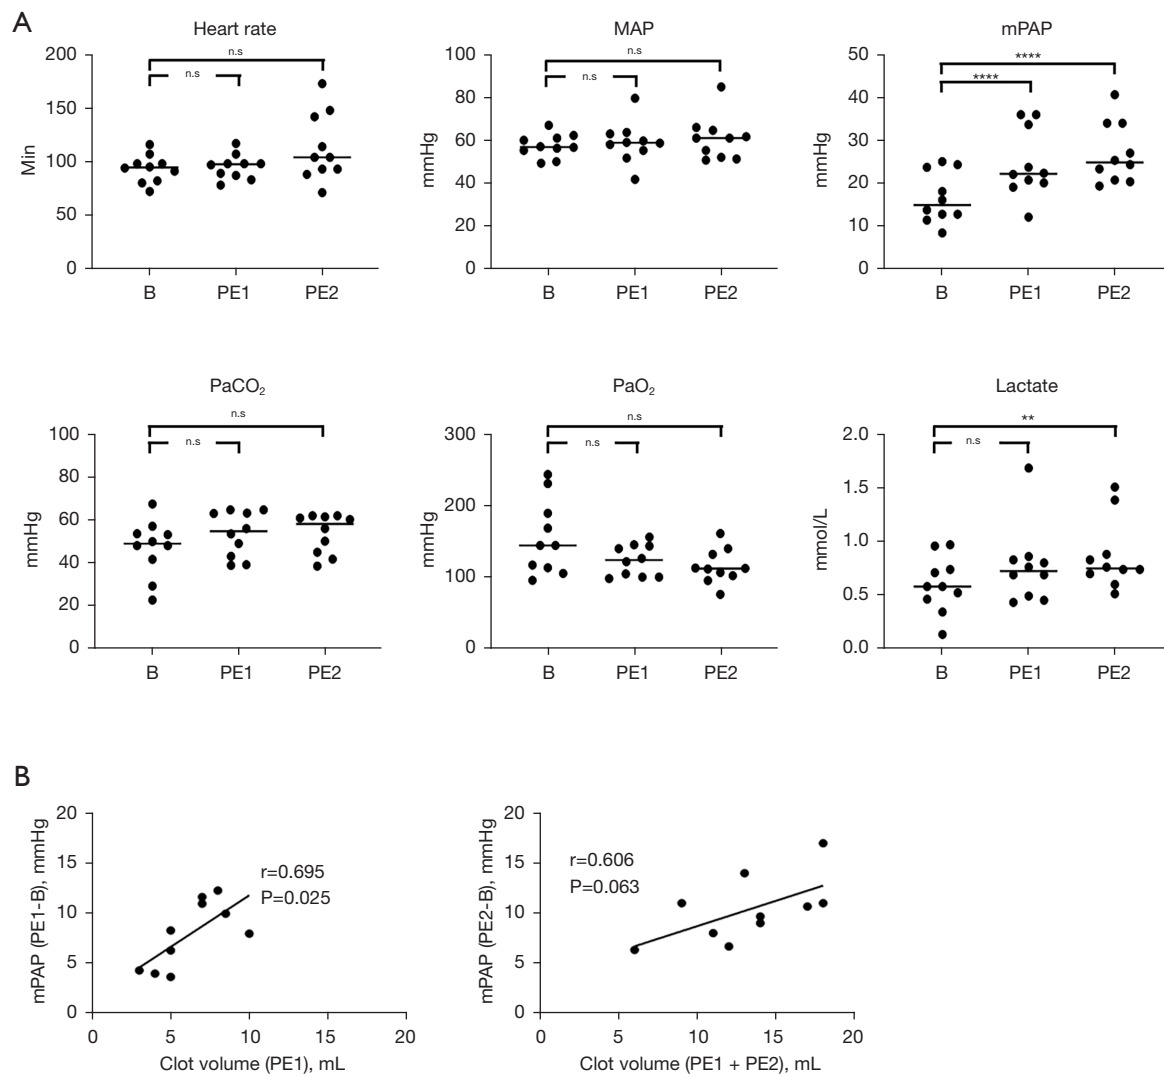 A
Heart rate
200
150
100
50
0
Min
n.s
n.s
B PE1 PE2
MAP
100
80
60
40
20
0
mmHg
n.s
n.s
B PE1 PE2
mPAP
50
40
30
20
10
0
mmHg
****
****
B PE1 PE2
PaCO₂
100
80
60
40
20
0
mmHg
n.s
n.s
B PE1 PE2
PaO₂
300
200
100
0
mmHg
n.s
n.s
B PE1 PE2
Lactate
2.0
1.5
1.0
0.5
0.0
mmol/L
**
n.s
B PE1 PE2
B
20
15
10
5
0
mPAP (PE1-B), mmHg
r=0.695
P=0.025
0 5 10 15 20
Clot volume (PE1), mL
20
15
10
5
0
mPAP (PE2-B), mmHg
r=0.606
P=0.063
0 5 10 15 20
Clot volume (PE1 + PE2), mL